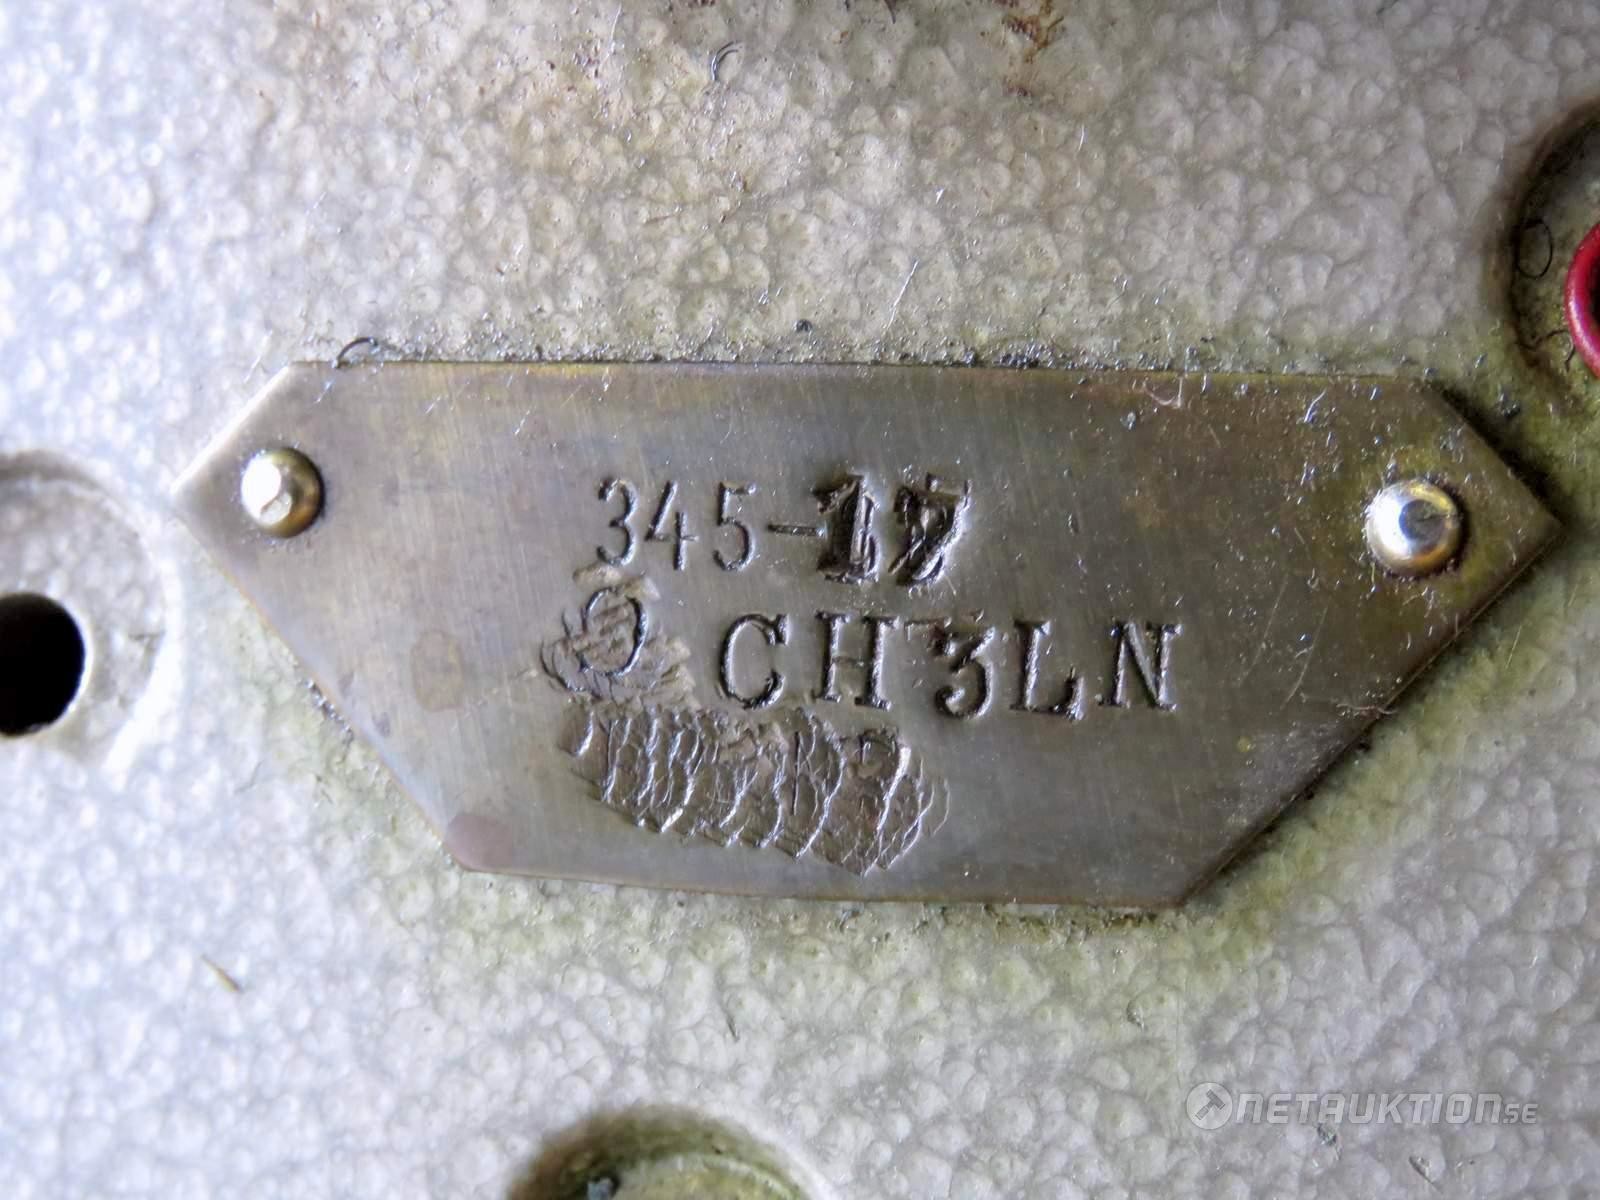 345-17
CH3LN
NETAUKTION.SE